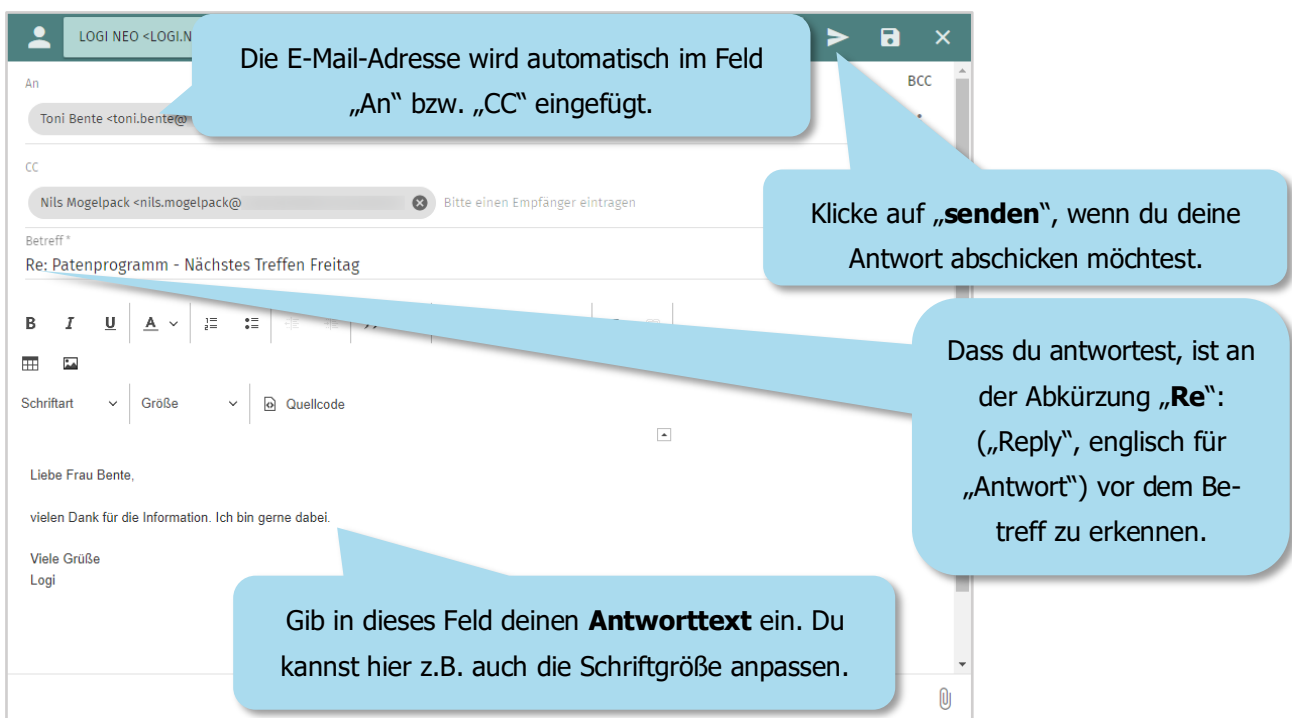 LOGI NEO <LOGI.N
Die E-Mail-Adresse wird automatisch im Feld
„An“ bzw. „CC“ eingefügt.
An
BCC
Toni Bente <toni.bente@
CC
Nils Mogelpack <nils.mogelpack@
Bitte einen Empfänger eintragen
Klicke auf „senden“, wenn du deine
Antwort abschicken möchtest.
Betreff *
Re: Patenprogramm - Nächstes Treffen Freitag
B I U A
Schriftart
Größe
Quellcode
Dass du antwortest, ist an
der Abkürzung „Re“:
(„Reply“, englisch für
„Antwort“) vor dem Be-
treff zu erkennen.
Liebe Frau Bente,
vielen Dank für die Information. Ich bin gerne dabei.
Viele Grüße
Logi
Gib in dieses Feld deinen Antworttext ein. Du
kannst hier z.B. auch die Schriftgröße anpassen.